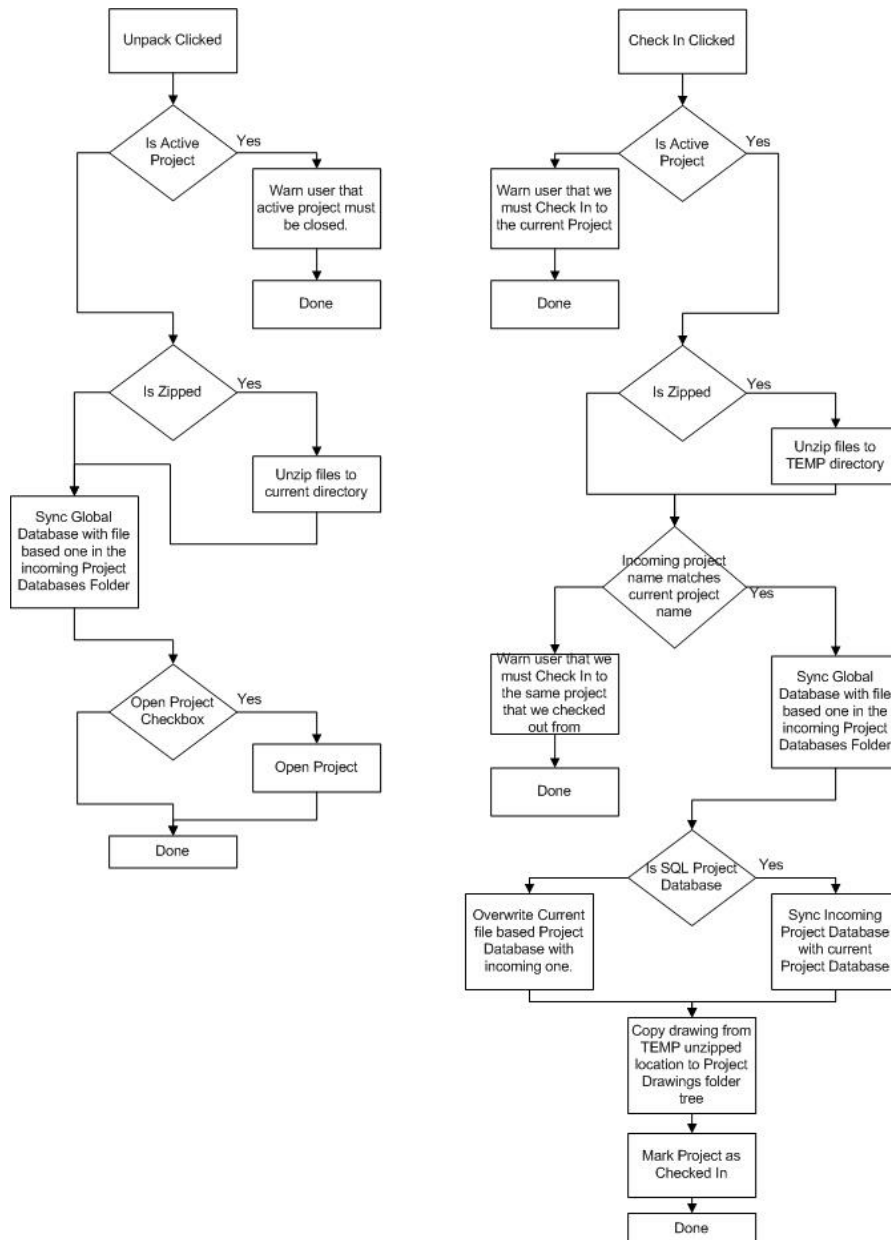 Unpack Clicked
Is Active
Project
Yes
Warn user that
active project must
be closed.
Done
Is Zipped
Yes
Unzip files to
current directory
Sync Global
Database with file
based one in the
incoming Project
Databases Folder
Open Project
Checkbox
Yes
Open Project
Done
Check In Clicked
Is Active
Project
Yes
Warn user that we
must Check In to
the current Project
Done
Is Zipped
Yes
Unzip files to
TEMP directory
Incoming project
name matches
current project
name
Yes
Warn user that we
must Check In to
the same project
that we checked
out from
Done
Sync Global
Database with file
based one in the
incoming Project
Databases Folder
Is SQL Project
Database
Yes
Overwrite Current
file based Project
Database with
incoming one.
Sync Incoming
Project Database
with current
Project Database
Copy drawing from
TEMP unzipped
location to Project
Drawings folder
tree
Mark Project as
Checked In
Done